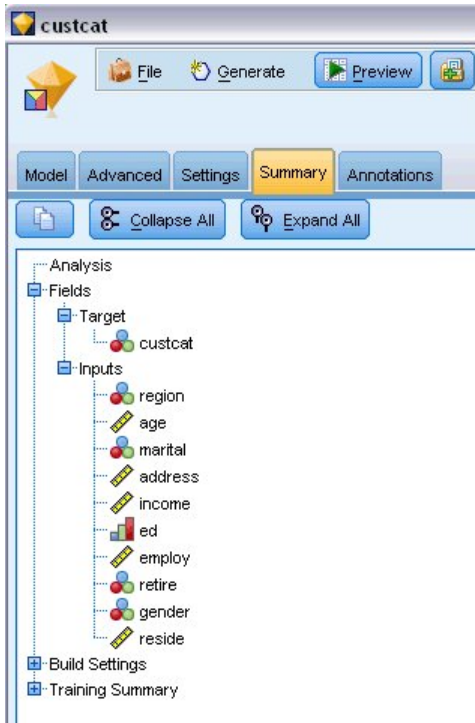 custcat
File Generate Preview
Model Advanced Settings Summary Annotations
Collapse All Expand All
Analysis
Fields
Target
custcat
Inputs
region
age
marital
address
income
ed
employ
retire
gender
reside
Build Settings
Training Summary